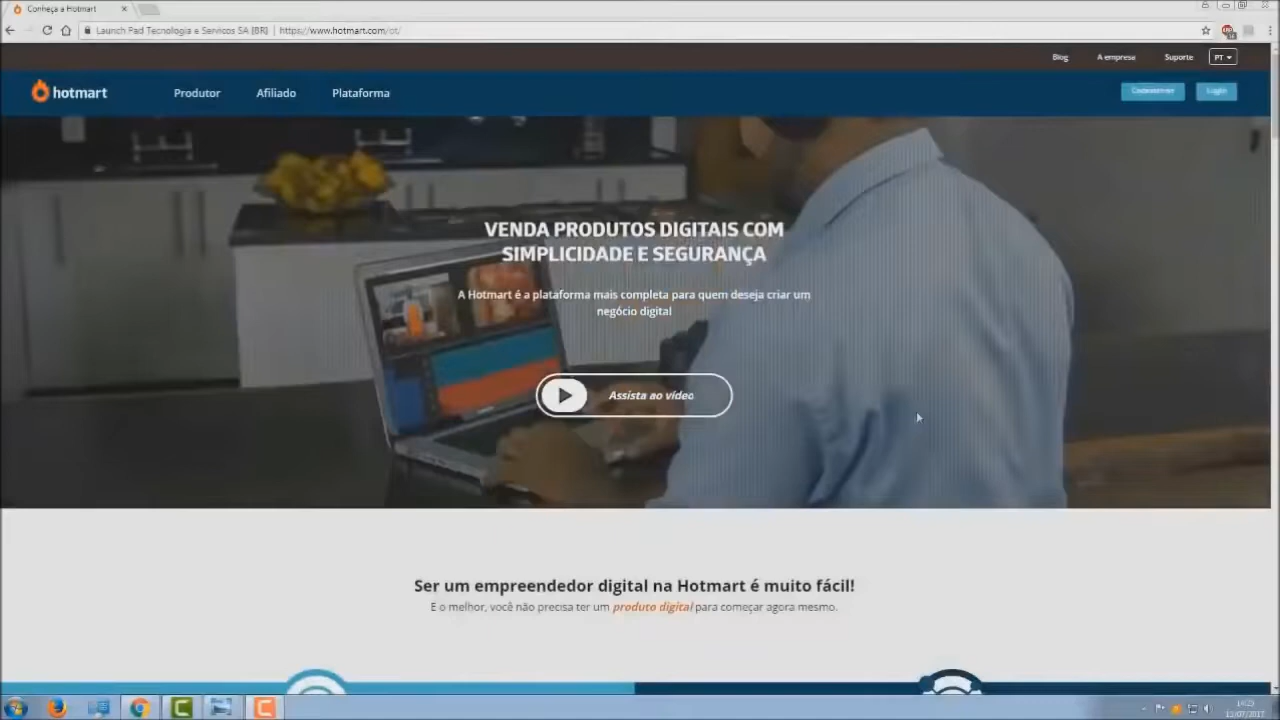 Conheça a Hotmart
Launch Pad Tecnologia e Servicos SA [BR] | https://www.hotmart.com/pt/
Blog A empresa Suporte PT
hotmart Produtor Afiliado Plataforma Login
VENDA PRODUTOS DIGITAIS COM
SIMPLICIDADE E SEGURANÇA
A Hotmart é a plataforma mais completa para quem deseja criar um
negócio digital
Assista ao vídeo
Ser um empreendedor digital na Hotmart é muito fácil!
E o melhor, você não precisa ter um produto digital para começar agora mesmo.